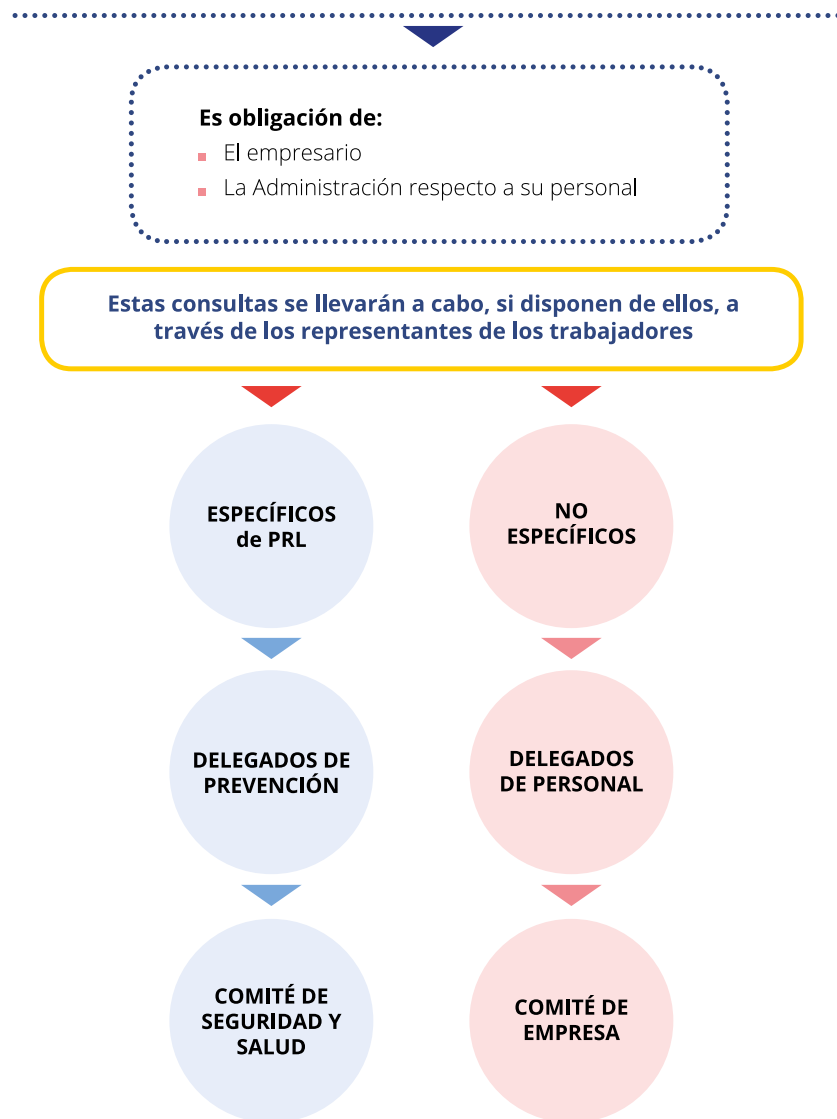 Es obligación de:
El empresario
La Administración respecto a su personal
Estas consultas se llevarán a cabo, si disponen de ellos, a
través de los representantes de los trabajadores
ESPECÍFICOS
de PRL
NO
ESPECÍFICOS
DELEGADOS DE
PREVENCIÓN
DELEGADOS
DE PERSONAL
COMITÉ DE
SEGURIDAD Y
SALUD
COMITÉ DE
EMPRESA